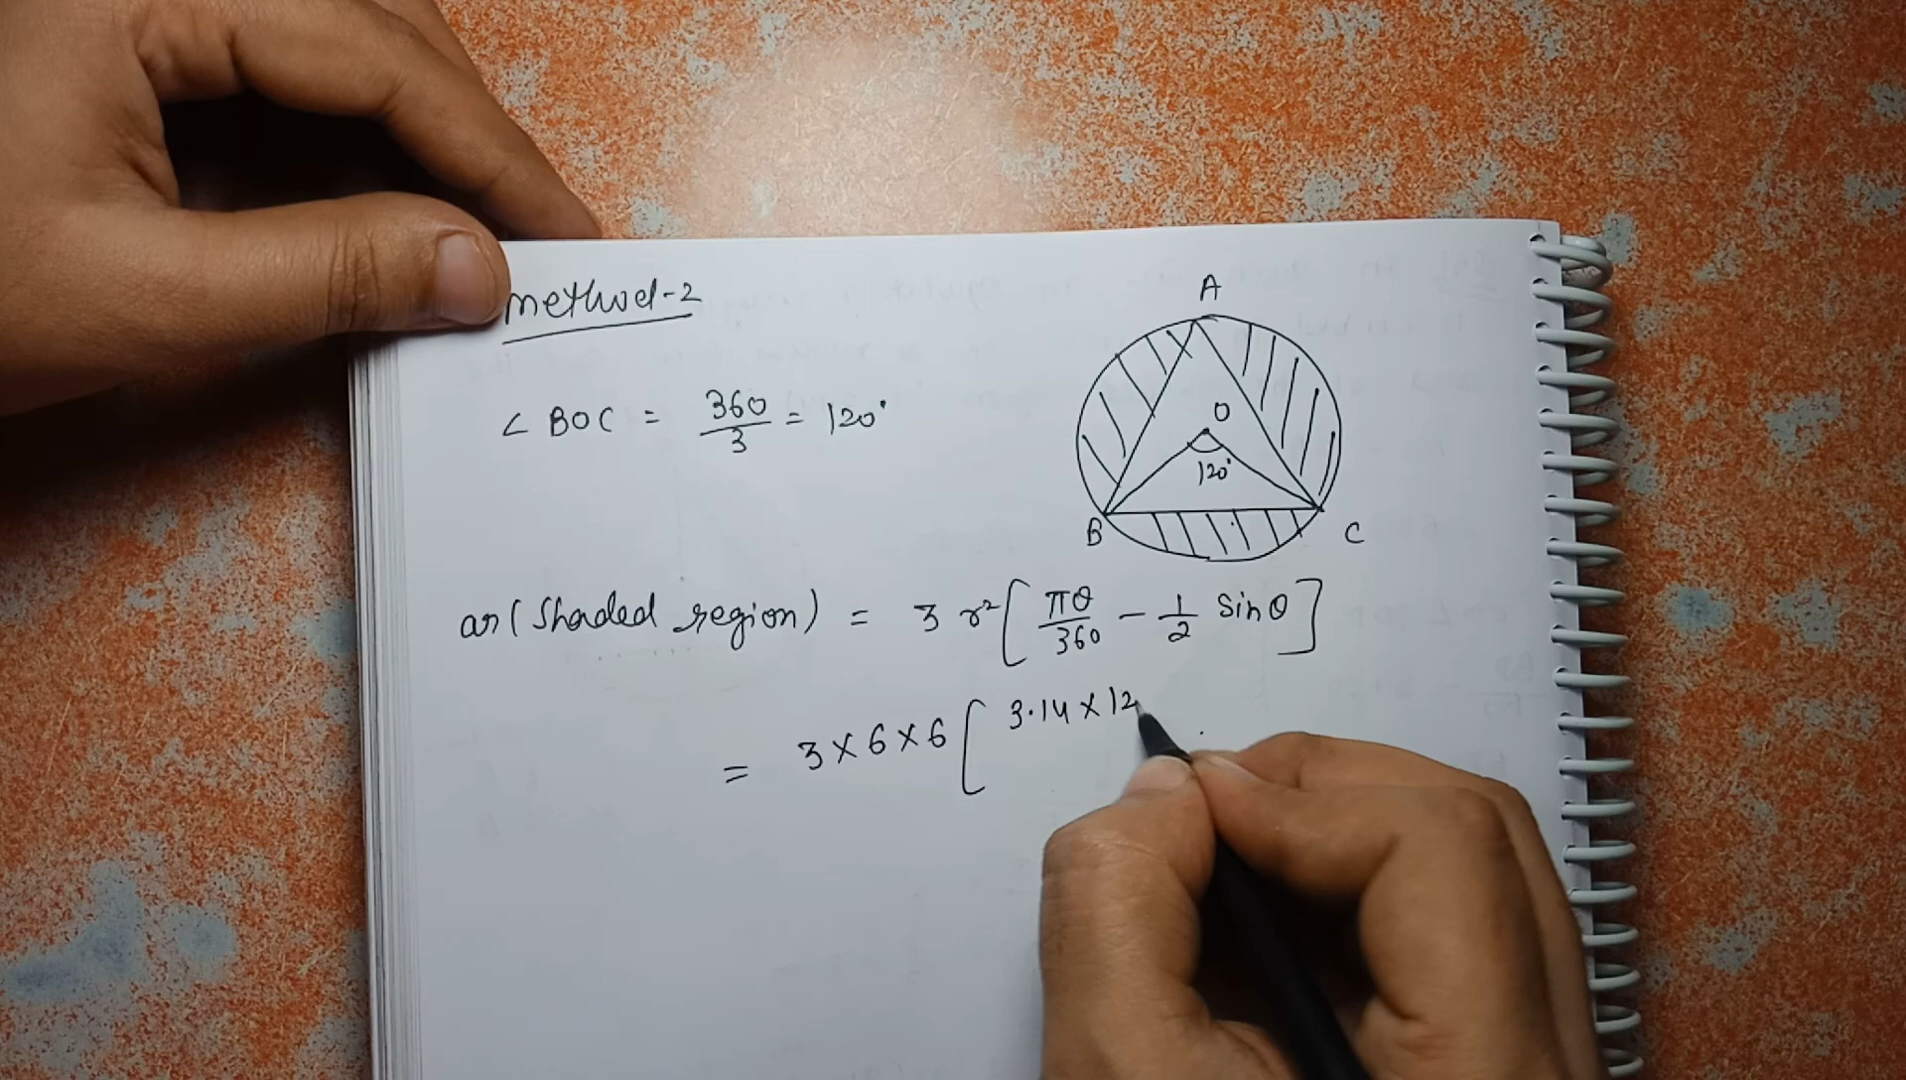 method-2
A
∠ BOC = 360/3 = 120°
O
120°
B
C
ar (Shaded region) = 3 r² [ πθ/360 - 1/2 Sin θ ]
= 3 × 6 × 6 [ 3.14 × 12